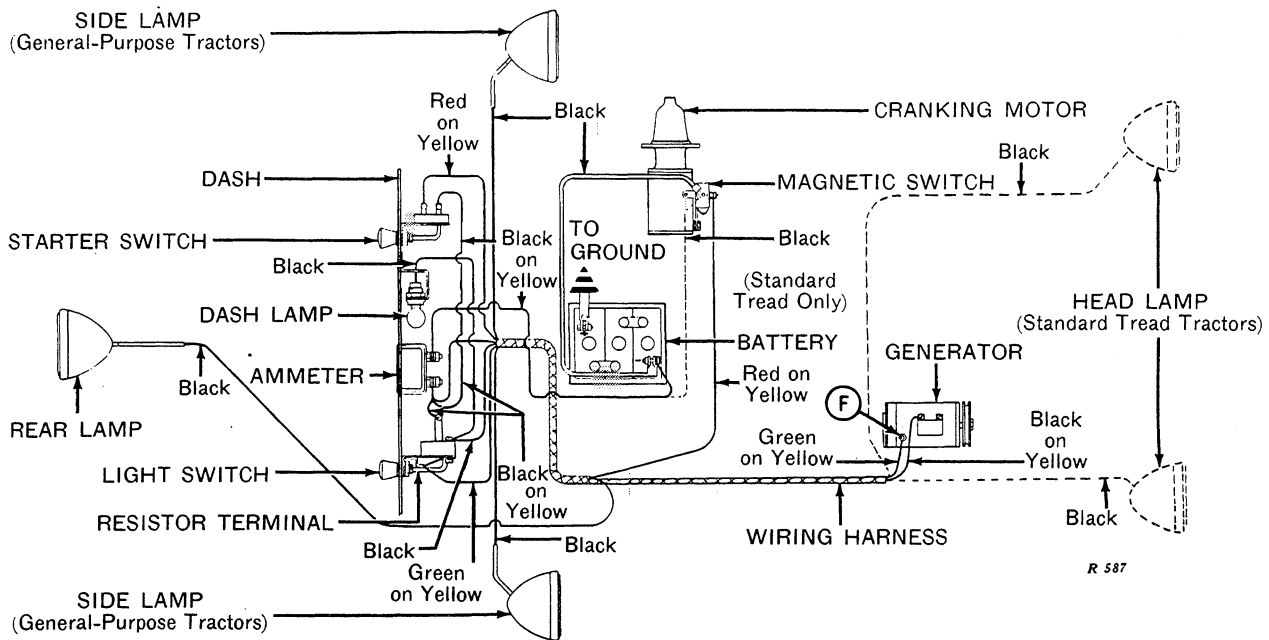 SIDE LAMP
(General-Purpose Tractors)
Red
on
Yellow
Black
CRANKING MOTOR
Black
DASH
MAGNETIC SWITCH
TO
GROUND
STARTER SWITCH
Black
on
Yellow
Black
Black
(Standard
Tread Only)
HEAD LAMP
(Standard Tread Tractors)
DASH LAMP
BATTERY
GENERATOR
AMMETER
Black
Red on
Yellow
F
REAR LAMP
Green
on Yellow
Black
on
Yellow
LIGHT SWITCH
Black
on
Yellow
RESISTOR TERMINAL
Black
Black
Black
WIRING HARNESS
Green
on Yellow
R 587
SIDE LAMP
(General-Purpose Tractors)